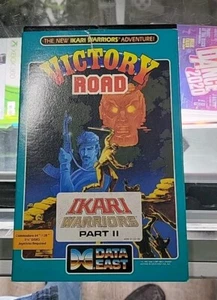 THE NEW IKARI WARRIORS ADVENTURE!
VICTORY
ROAD
IKARI
WARRIORS
PART II
DATA
EAST